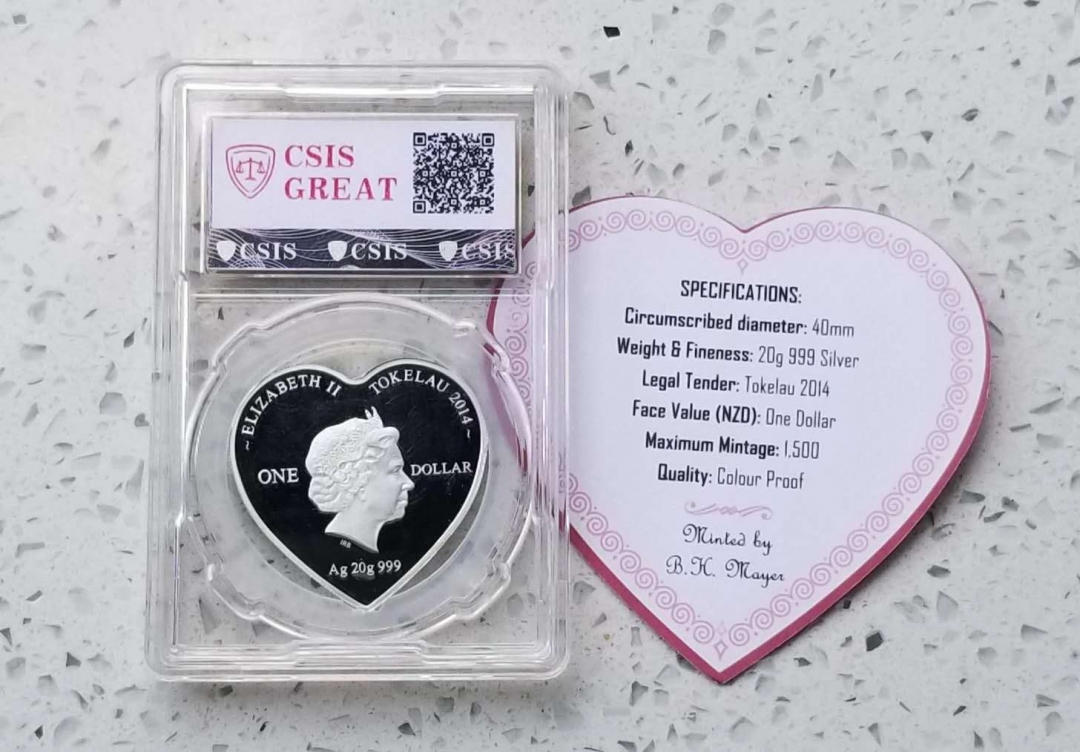 CSIS
GREAT
CSIS CSIS CSIS
~ELIZABETH II TOKELAU 2014~
ONE DOLLAR
IRB
Ag 20g 999
SPECIFICATIONS:
Circumscribed diameter: 40mm
Weight & Fineness: 20g 999 Silver
Legal Tender: Tokelau 2014
Face Value (NZD): One Dollar
Maximum Mintage: 1,500
Quality: Colour Proof
Minted by
B.H. Mayer